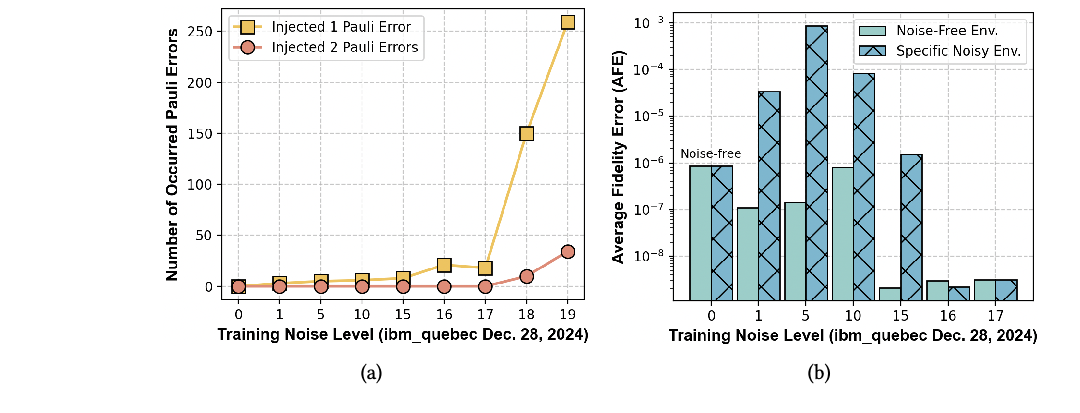 Number of Occurred Pauli Errors
250
200
150
100
50
0
Injected 1 Pauli Error
Injected 2 Pauli Errors
0 1 5 10 15 16 17 18 19
Training Noise Level (ibm_quebec Dec. 28, 2024)
(a)
Average Fidelity Error (AFE)
10⁻³
10⁻⁴
10⁻⁵
10⁻⁶
10⁻⁷
10⁻⁸
Noise-Free Env.
Specific Noisy Env.
Noise-free
0 1 5 10 15 16 17
Training Noise Level (ibm_quebec Dec. 28, 2024)
(b)